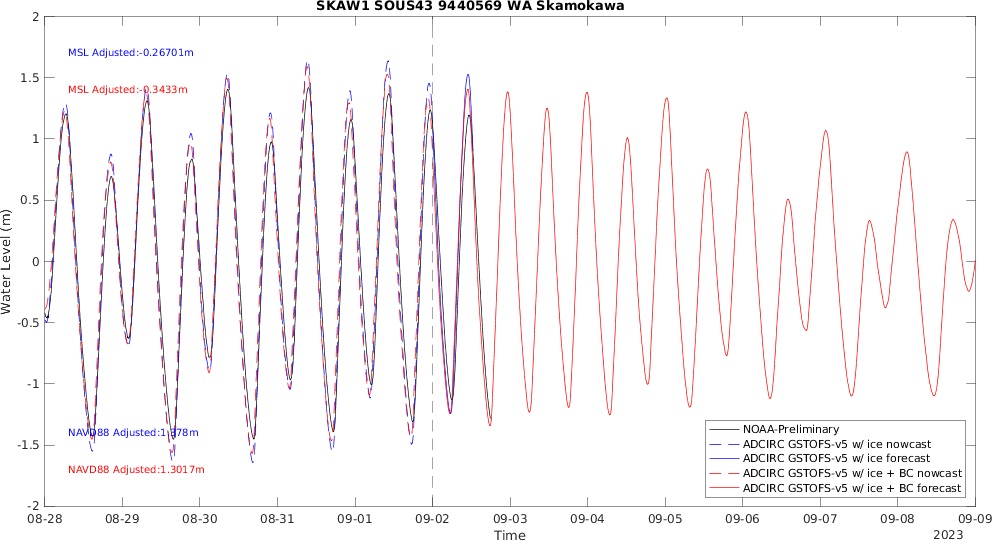 SKAW1 SOUS43 9440569 WA Skamokawa
2
1.5
1
0.5
0
-0.5
-1
-1.5
-2
Water Level (m)
MSL Adjusted:-0.26701m
MSL Adjusted:-0.3433m
NAVD88 Adjusted:1.378m
NAVD88 Adjusted:1.3017m
NOAA-Preliminary
ADCIRC GSTOFS-v5 w/ ice nowcast
ADCIRC GSTOFS-v5 w/ ice forecast
ADCIRC GSTOFS-v5 w/ ice + BC nowcast
ADCIRC GSTOFS-v5 w/ ice + BC forecast
08-28 08-29 08-30 08-31 09-01 09-02 09-03 09-04 09-05 09-06 09-07 09-08 09-09
Time
2023